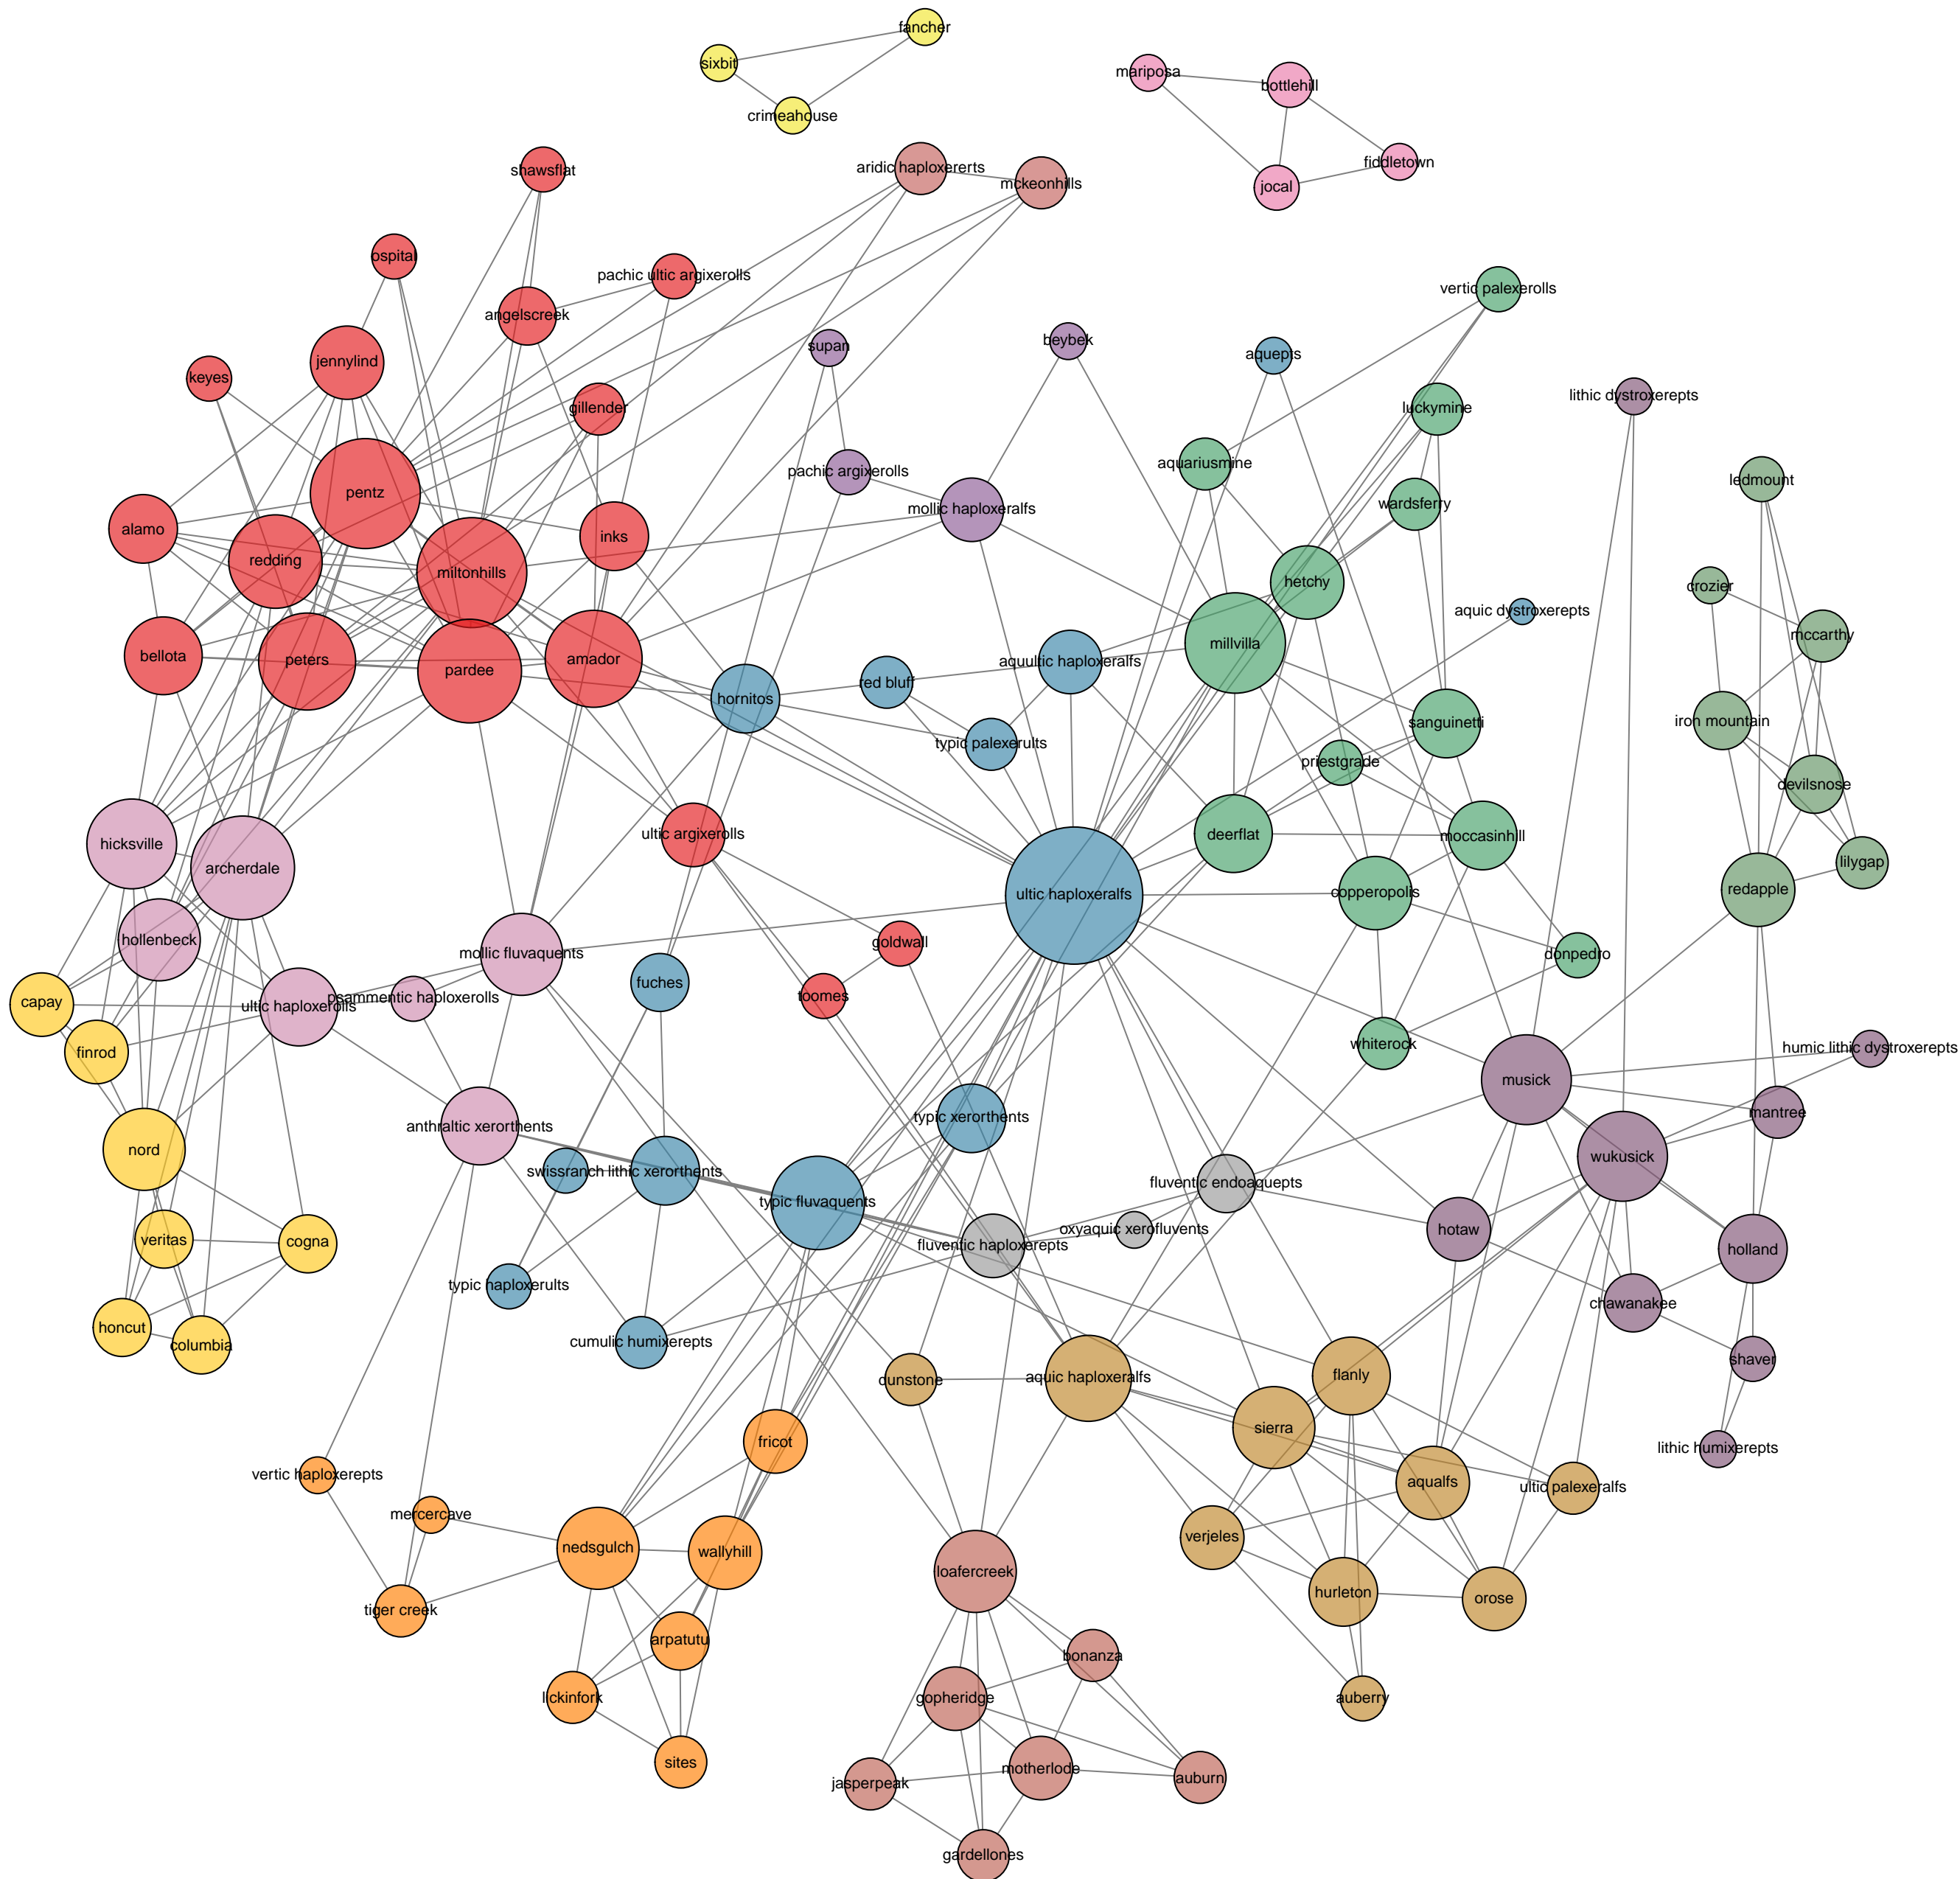 fancher
sixbit
crimeahouse
mariposa
bottlehill
fiddletown
jocal
shawsflat
aridic haploxererts
mckeonhills
ospital
pachic ultic argixerolls
angelscreek
vertic palexerolls
supan
beybek
aquepts
jennylind
keyes
gillender
luckymine
lithic dystroxerepts
pachic argixerolls
aquariusmine
ledmount
pentz
wardsferry
mollic haploxeralfs
alamo
inks
redding
miltonhills
hetchy
crozier
aquic dystroxerepts
mccarthy
millvilla
bellota
peters
amador
aquultic haploxeralfs
pardee
red bluff
hornitos
iron mountain
sanguinetti
typic palexerults
priestgrade
devilsnose
ultic argixerolls
deerflat
moccasinhill
hicksville
lilygap
archerdale
redapple
ultic haploxeralfs
copperopolis
hollenbeck
goldwall
mollic fluvaquents
donpedro
fuches
toomes
psammentic haploxerolls
capay
ultic haploxerolls
whiterock
humic lithic dystroxerepts
finrod
musick
mantree
typic xerorthents
anthraltic xerorthents
nord
wukusick
swissranch
lithic xerorthents
fluventic endoaquepts
typic fluvaquents
oxyaquic xerofluvents
hotaw
veritas
cogna
fluventic haploxerepts
holland
typic haploxerults
chawanakee
honcut
columbia
cumulic humixerepts
shaver
dunstone
aquic haploxeralfs
flanly
sierra
fricot
lithic humixerepts
vertic haploxerepts
aqualfs
ultic palexeralfs
mercercave
verjeles
nedsgulch
wallyhill
loafercreek
hurleton
orose
tiger creek
arpatutu
bonanza
lickinfork
gopheridge
auberry
sites
motherlode
auburn
jasperpeak
gardellones